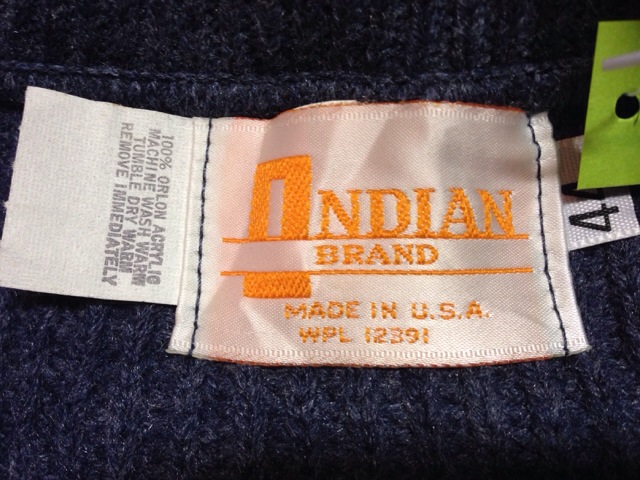 100% ORLON ACRYLIC
MACHINE WASH WARM
TUMBLE DRY WARM
REMOVE IMMEDIATELY
INDIAN
BRAND
MADE IN U.S.A.
WPL 12391